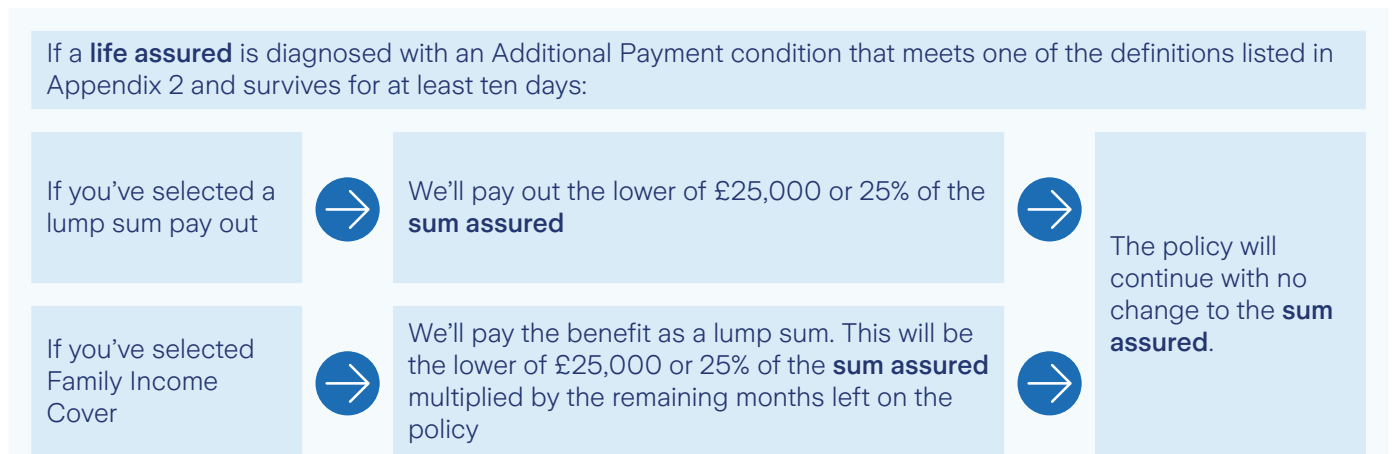 If a life assured is diagnosed with an Additional Payment condition that meets one of the definitions listed in
Appendix 2 and survives for at least ten days:
If you’ve selected a
lump sum pay out
We’ll pay out the lower of £25,000 or 25% of the
sum assured
If you’ve selected
Family Income
Cover
We’ll pay the benefit as a lump sum. This will be
the lower of £25,000 or 25% of the sum assured
multiplied by the remaining months left on the
policy
The policy will
continue with no
change to the sum
assured.